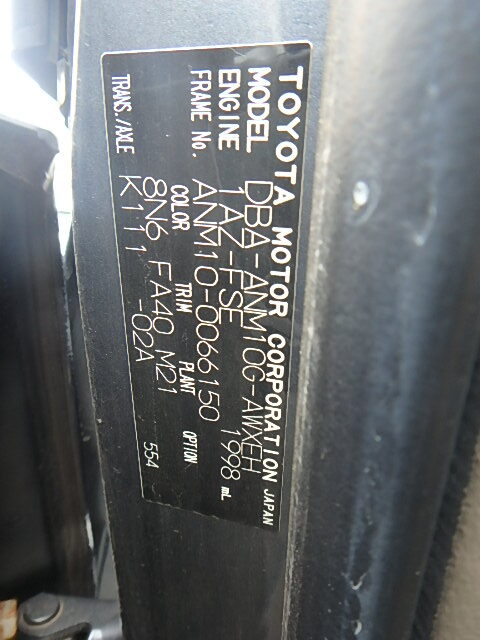 TOYOTA MOTOR CORPORATION JAPAN
MODEL DBA-ANM10G-AWXEH
ENGINE 1AZ-FSE 1998 mL
FRAME No. ANM10-0066150
COLOR TRIM PLANT OPTION
8N6 FA40 M21
TRANS./AXLE K111 -02A 554